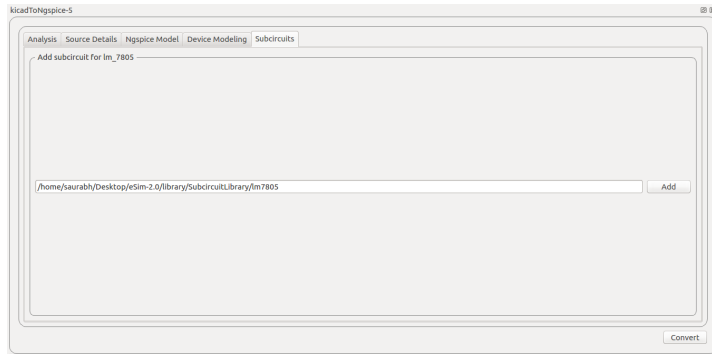 kicadToNgspice-5
Analysis Source Details Ngspice Model Device Modeling Subcircuits
Add subcircuit for lm_7805
/home/saurabh/Desktop/eSim-2.0/library/SubcircuitLibrary/lm7805 Add
Convert